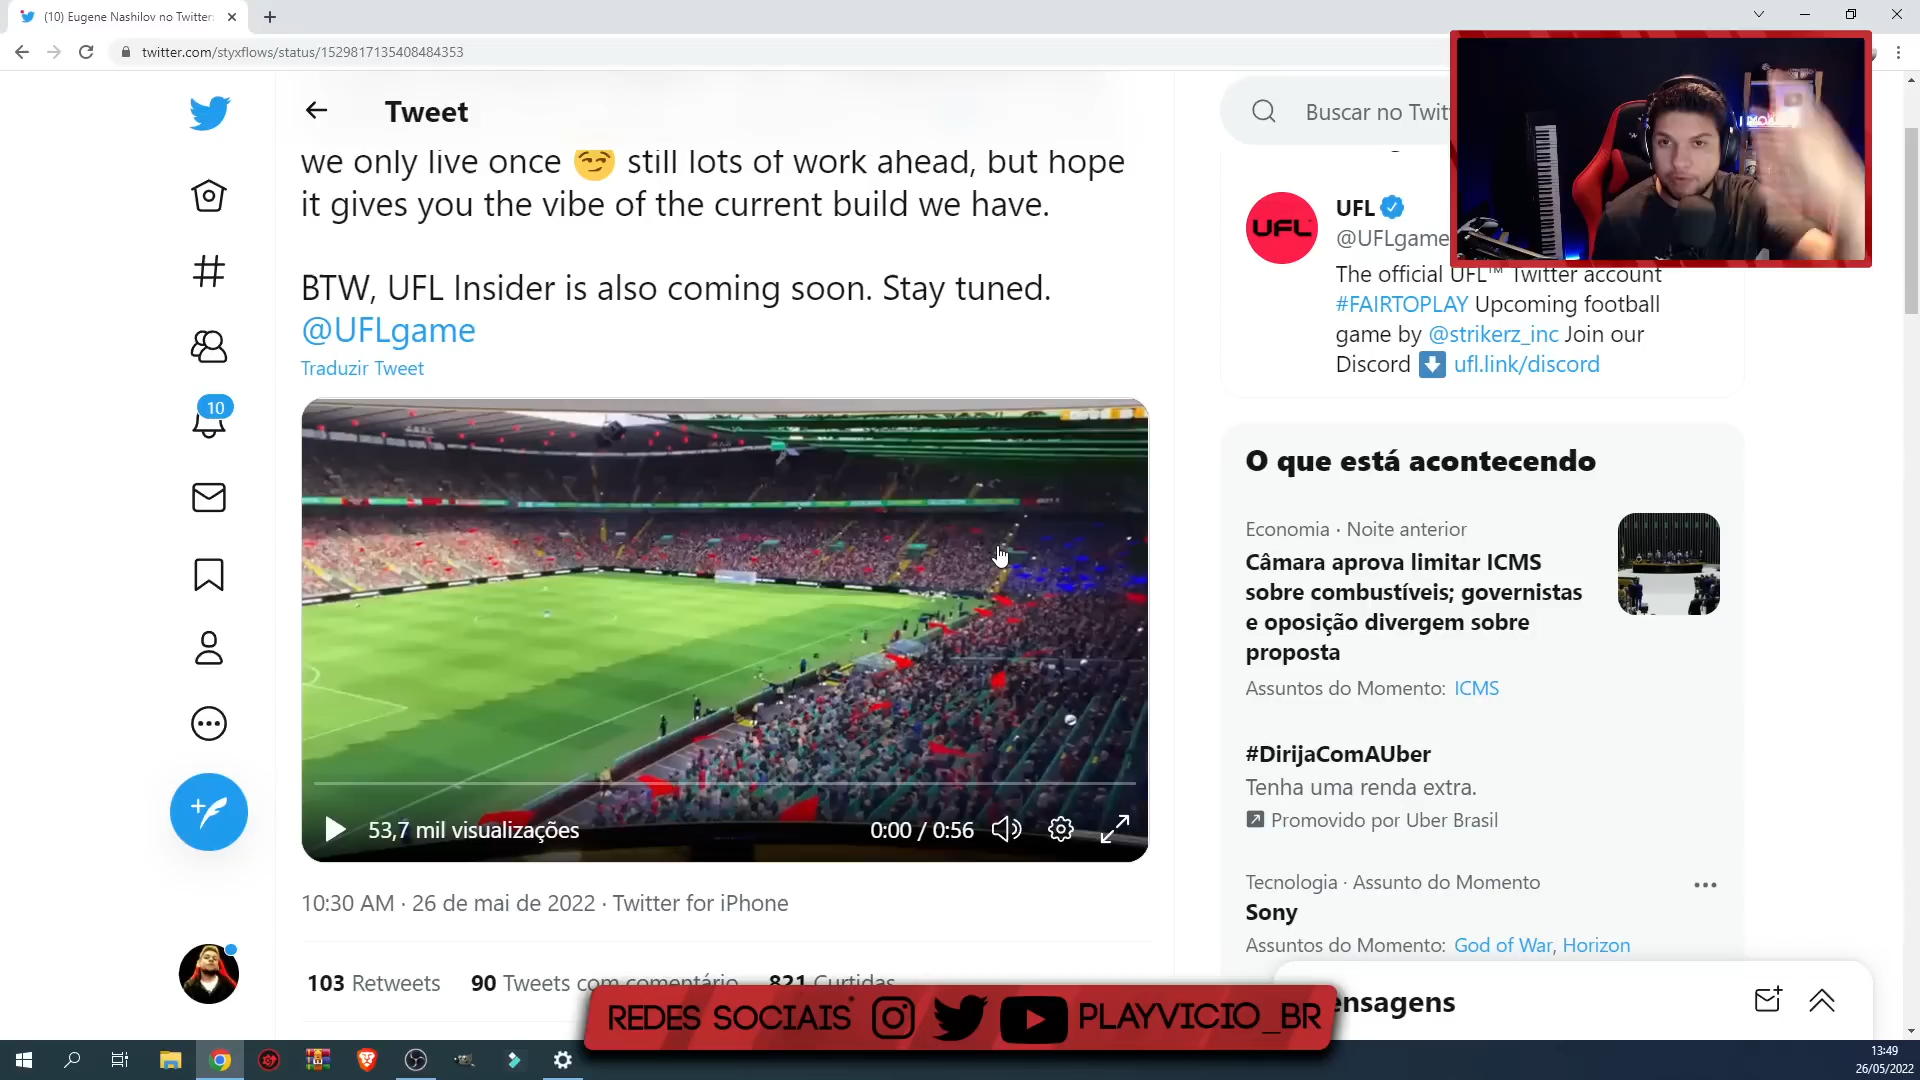 (10) Eugene Nashilov no Twitter:
twitter.com/styxflows/status/1529817135408484353
Tweet
we only live once 😏 still lots of work ahead, but hope
it gives you the vibe of the current build we have.
BTW, UFL Insider is also coming soon. Stay tuned.
@UFLgame
Traduzir Tweet
10
53,7 mil visualizações
0:00 / 0:56
10:30 AM · 26 de mai de 2022 · Twitter for iPhone
103 Retweets
90 Tweets com comentário
821 Curtidas
Buscar no Twit
UFL
UFL
@UFLgame
The official UFL™ Twitter account
#FAIRTOPLAY Upcoming football
game by @strikerz_inc Join our
Discord ⬇️ ufl.link/discord
O que está acontecendo
Economia · Noite anterior
Câmara aprova limitar ICMS
sobre combustíveis; governistas
e oposição divergem sobre
proposta
Assuntos do Momento: ICMS
#DirijaComAUber
Tenha uma renda extra.
Promovido por Uber Brasil
Tecnologia · Assunto do Momento
Sony
Assuntos do Momento: God of War, Horizon
ensagens
REDES SOCIAIS PLAYVICIO_BR
13:49
26/05/2022